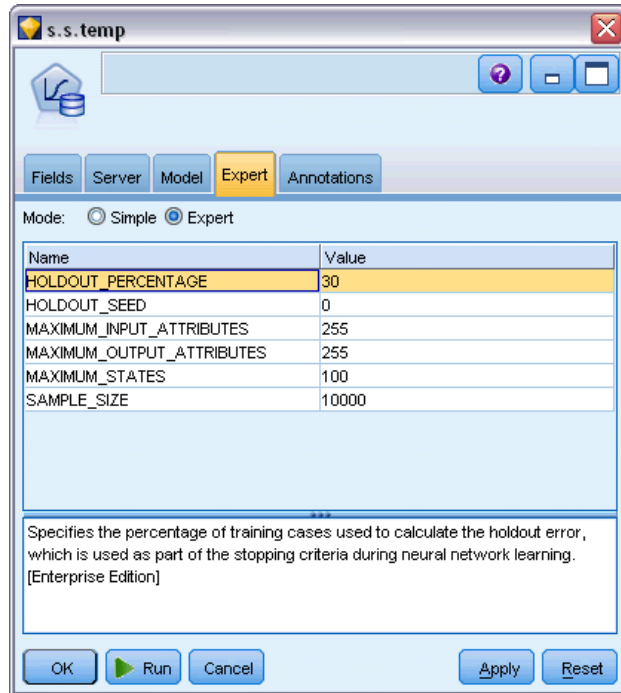 s.s.temp
Fields Server Model Expert Annotations
Mode: Simple Expert
Name Value
HOLDOUT_PERCENTAGE 30
HOLDOUT_SEED 0
MAXIMUM_INPUT_ATTRIBUTES 255
MAXIMUM_OUTPUT_ATTRIBUTES 255
MAXIMUM_STATES 100
SAMPLE_SIZE 10000
Specifies the percentage of training cases used to calculate the holdout error,
which is used as part of the stopping criteria during neural network learning.
[Enterprise Edition]
OK Run Cancel Apply Reset